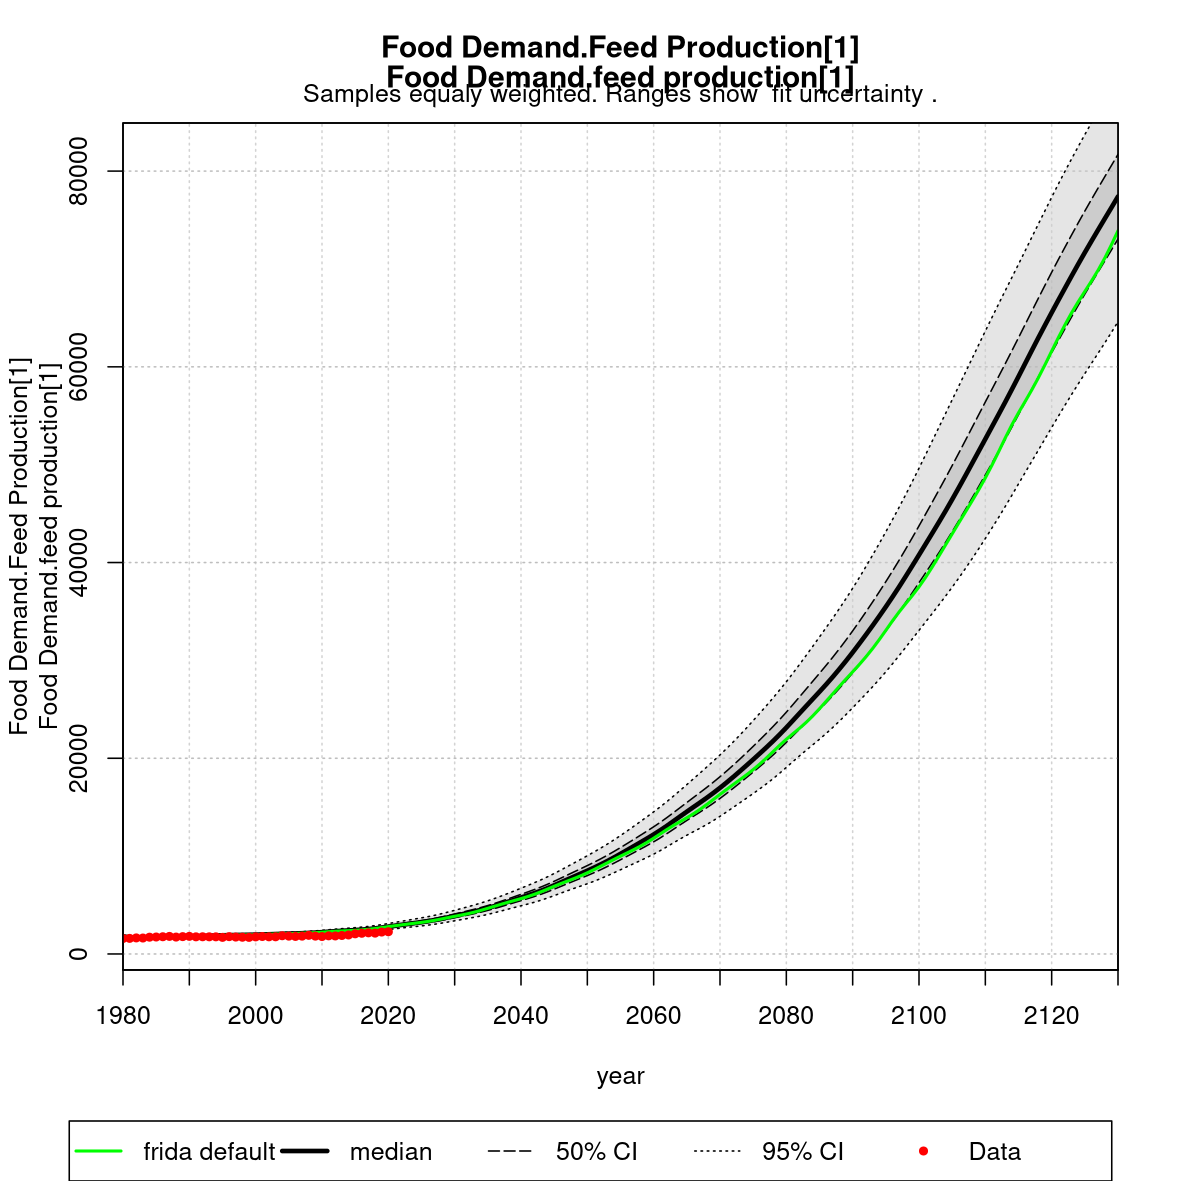 Food Demand.Feed Production[1]
Food Demand.feed production[1]
Samples equaly weighted. Ranges show  fit uncertainty .
Food Demand.Feed Production[1]
Food Demand.feed production[1]
80000
60000
40000
20000
0
1980 2000 2020 2040 2060 2080 2100 2120
year
frida default median 50% CI 95% CI Data